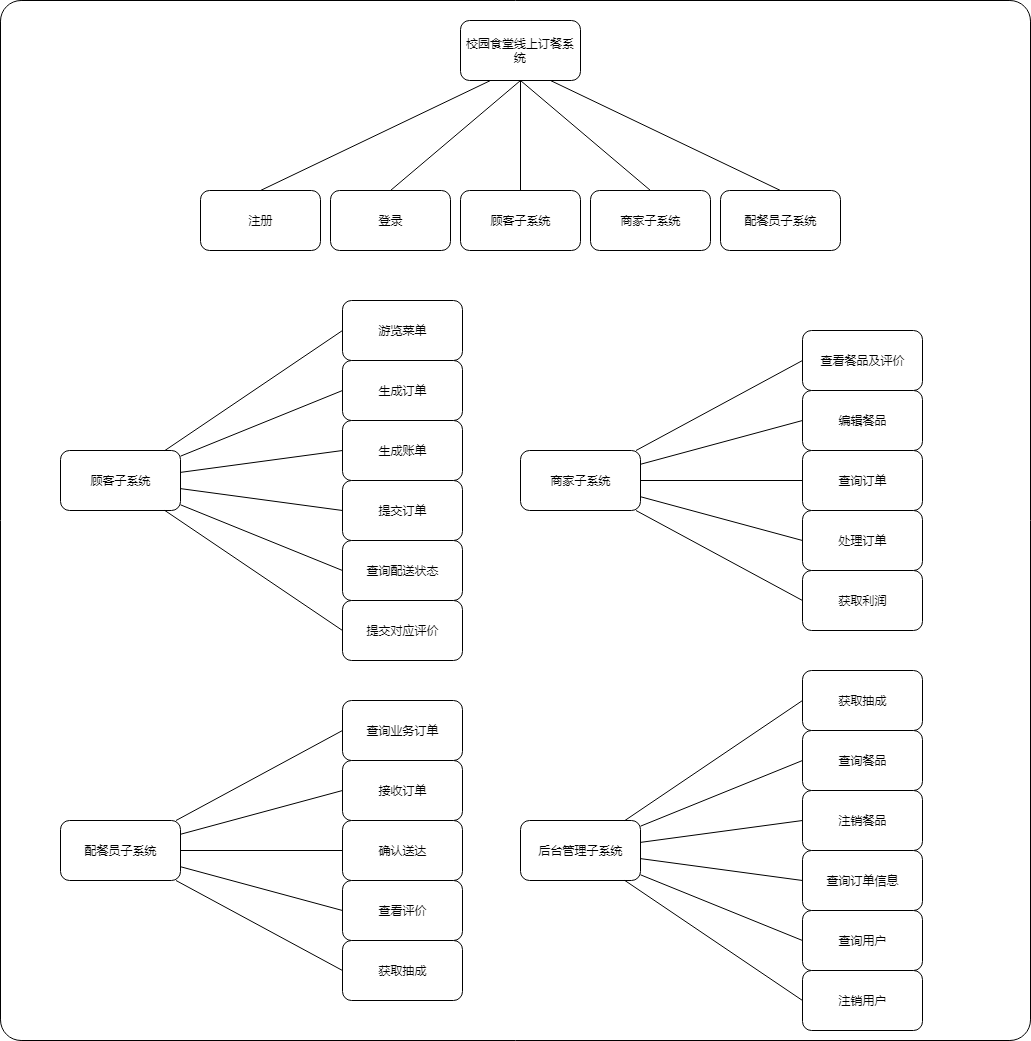 校园食堂线上订餐系
统
注册
登录
顾客子系统
商家子系统
配餐员子系统
顾客子系统
游览菜单
生成订单
生成账单
提交订单
查询配送状态
提交对应评价
商家子系统
查看餐品及评价
编辑餐品
查询订单
处理订单
获取利润
配餐员子系统
查询业务订单
接收订单
确认送达
查看评价
获取抽成
后台管理子系统
获取抽成
查询餐品
注销餐品
查询订单信息
查询用户
注销用户